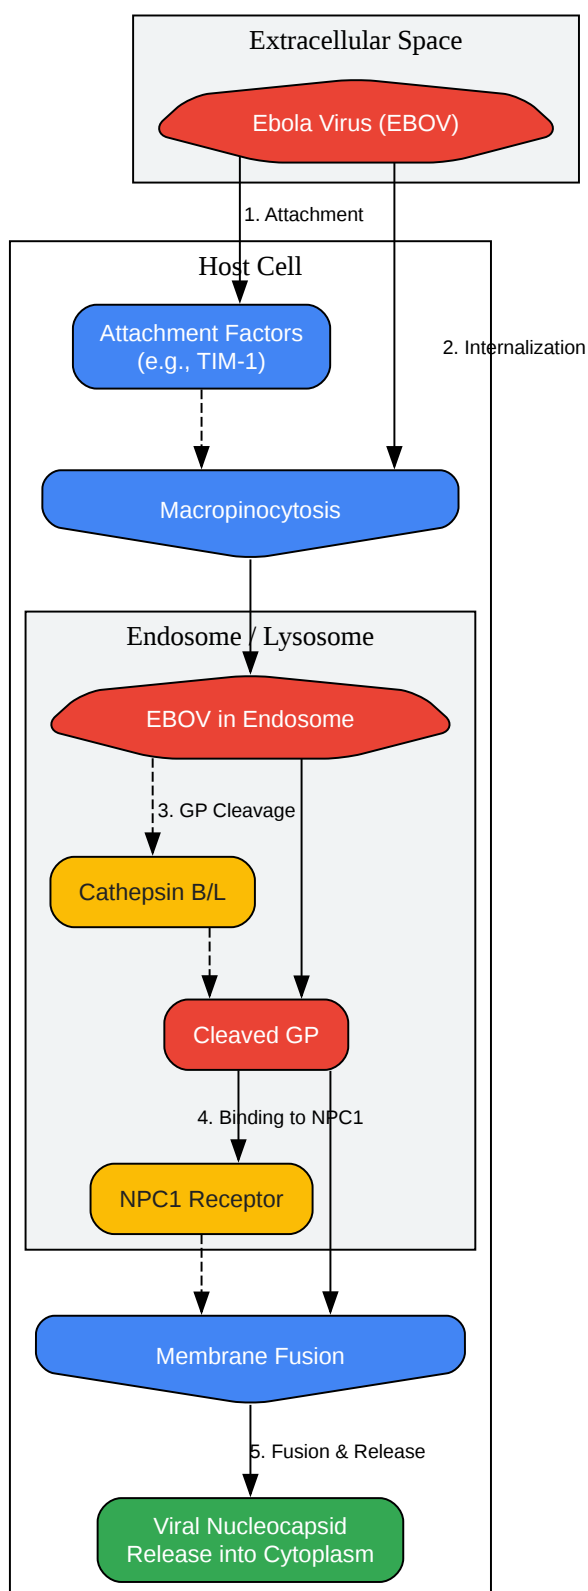 Extracellular Space
Ebola Virus (EBOV)
1. Attachment
Host Cell
Attachment Factors
(e.g., TIM-1)
2. Internalization
Macropinocytosis
Endosome / Lysosome
EBOV in Endosome
3. GP Cleavage
Cathepsin B/L
Cleaved GP
4. Binding to NPC1
NPC1 Receptor
Membrane Fusion
5. Fusion & Release
Viral Nucleocapsid
Release into Cytoplasm